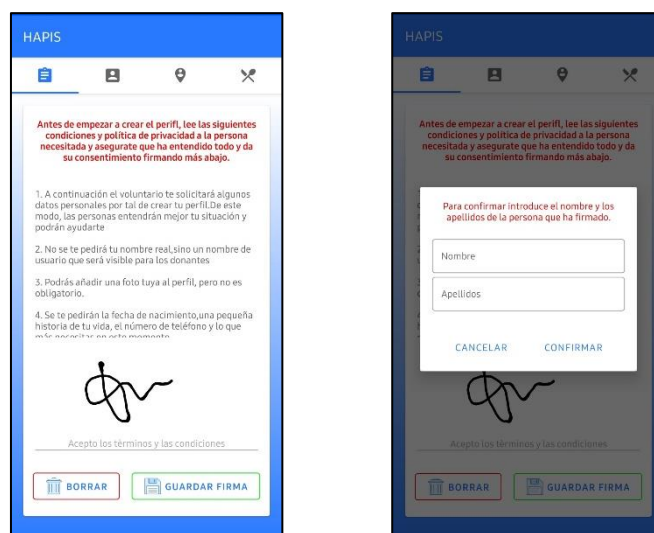 HAPIS
Antes de empezar a crear el perifl, lee las siguientes
condiciones y política de privacidad a la persona
necesitada y asegurate que ha entendido todo y da
su consentimiento firmando más abajo.
1. A continuación el voluntario te solicitará algunos
datos personales por tal de crear tu perfil.De este
modo, las personas entendrán mejor tu situación y
podrán ayudarte
2. No se te pedirá tu nombre real,sino un nombre de
usuario que será visible para los donantes
3. Podrás añadir una foto tuya al perfil, pero no es
obligatorio.
4. Se te pedirán la fecha de nacimiento,una pequeña
historia de tu vida, el número de teléfono y lo que
más necesitas en este momento
Acepto los términos y las condiciones
BORRAR
GUARDAR FIRMA
HAPIS
Antes de empezar a crear el perifl, lee las siguientes
condiciones y política de privacidad a la persona
necesitada y asegurate que ha entendido todo y da
su consentimiento firmando más abajo.
Para confirmar introduce el nombre y los
apellidos de la persona que ha firmado.
Nombre
Apellidos
CANCELAR
CONFIRMAR
Acepto los términos y las condiciones
BORRAR
GUARDAR FIRMA